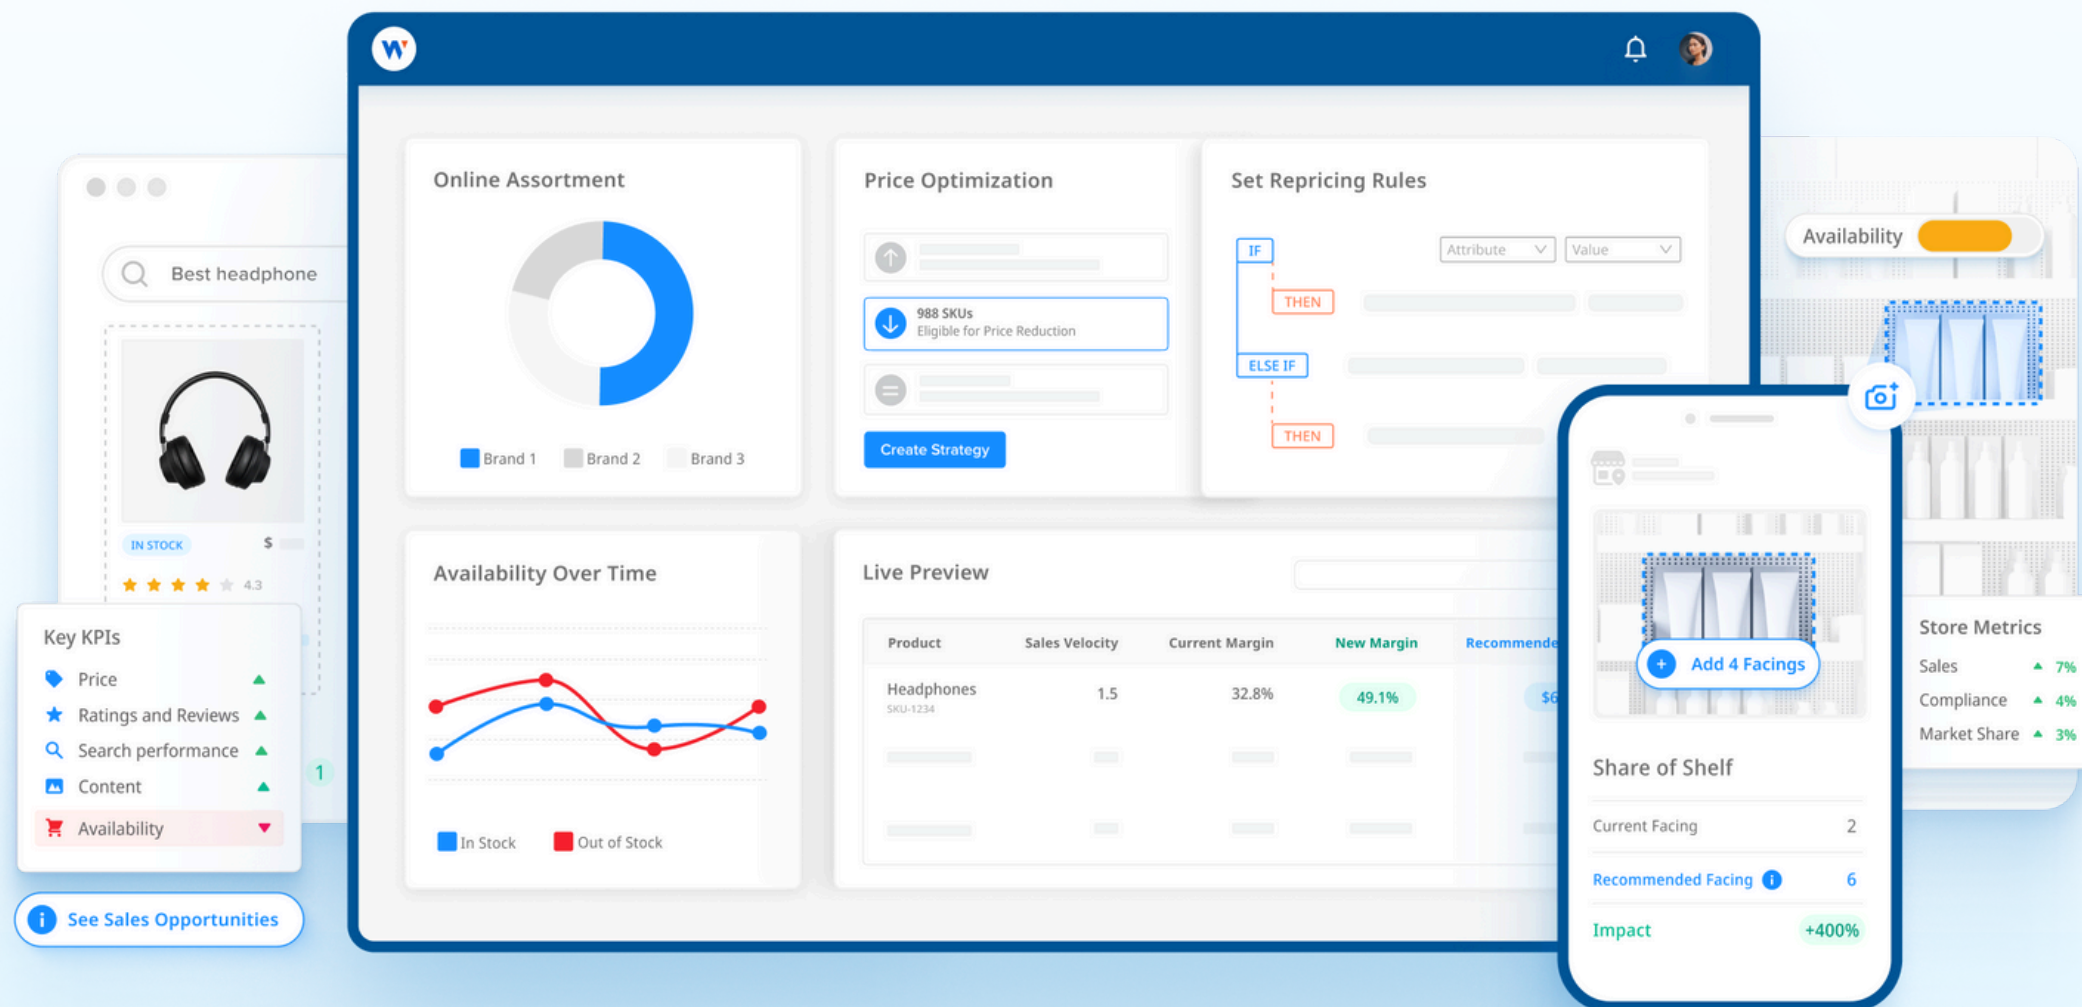 W
Best headphone
IN STOCK $
4.3
Key KPIs
Price
Ratings and Reviews
Search performance
Content
Availability
1
See Sales Opportunities
Online Assortment
Brand 1 Brand 2 Brand 3
Price Optimization
988 SKUs
Eligible for Price Reduction
Create Strategy
Set Repricing Rules
IF Attribute Value
THEN
ELSE IF
THEN
Availability Over Time
In Stock Out of Stock
Live Preview
Product Sales Velocity Current Margin New Margin
Headphones 1.5 32.8% 49.1% $6
SKU-1234
Availability
Add 4 Facings
Share of Shelf
Current Facing 2
Recommended Facing 6
Impact +400%
Store Metrics
Sales 7%
Compliance 4%
Market Share 3%